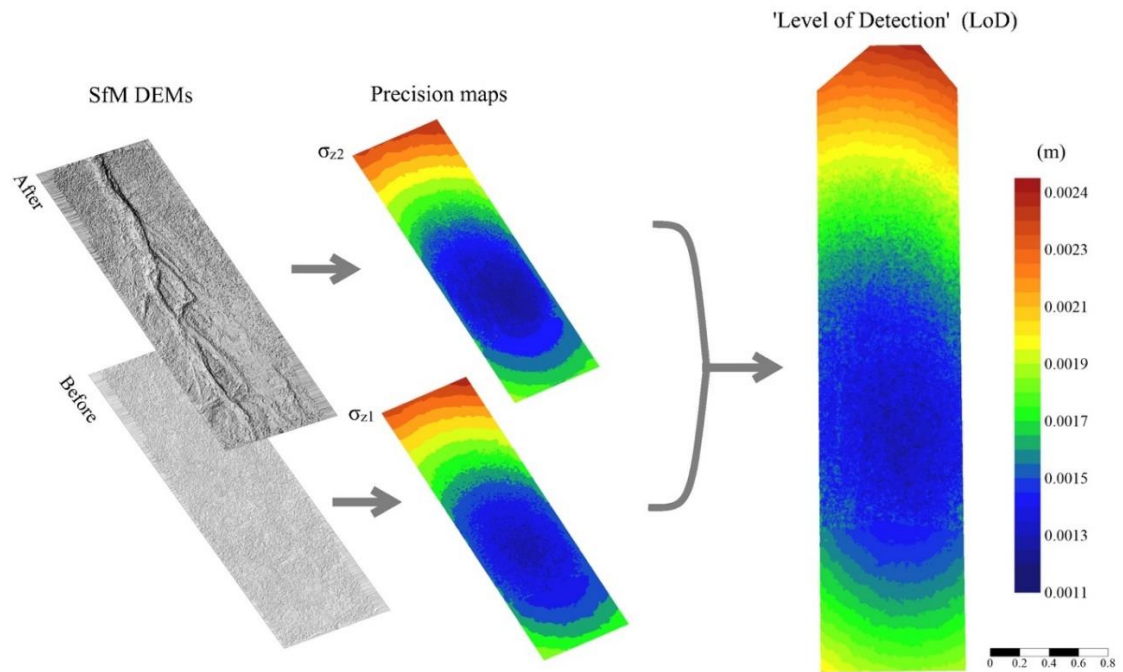 'Level of Detection' (LoD)
SfM DEMs
Precision maps
After
Before
σz2
σz1
(m)
0.0024
0.0023
0.0021
0.0019
0.0017
0.0015
0.0013
0.0011
0 0.2 0.4 0.6 0.8